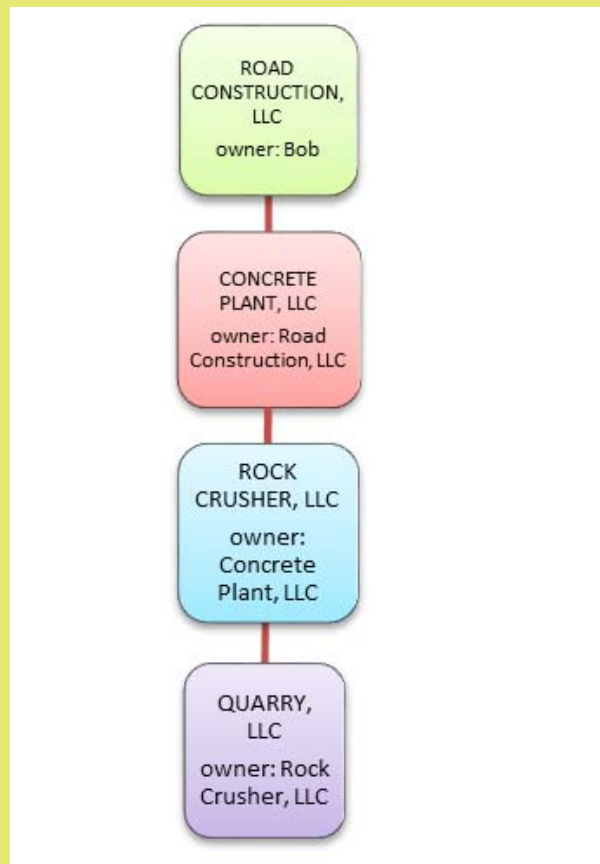 ROAD
CONSTRUCTION,
LLC
owner: Bob
CONCRETE
PLANT, LLC
owner: Road
Construction, LLC
ROCK
CRUSHER, LLC
owner:
Concrete
Plant, LLC
QUARRY,
LLC
owner: Rock
Crusher, LLC